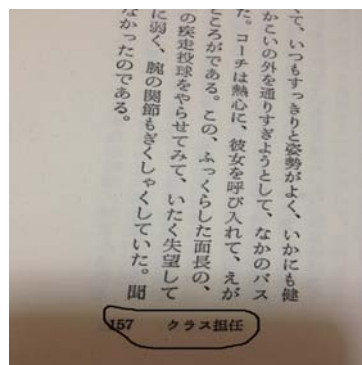 くて、いつもすっきりと姿勢がよく、いかにも健
かこいの外を通りすぎようとして、なかのバス
た。コーチは熱心に、彼女を呼び入れて、えが
ころがである。この、ふっくらした面長の、
の疾走投球をやらせてみて、いたく失望して
に弱く、腕の関節もぎくしゃくしていた。聞
なかったのである。
157 クラス担任